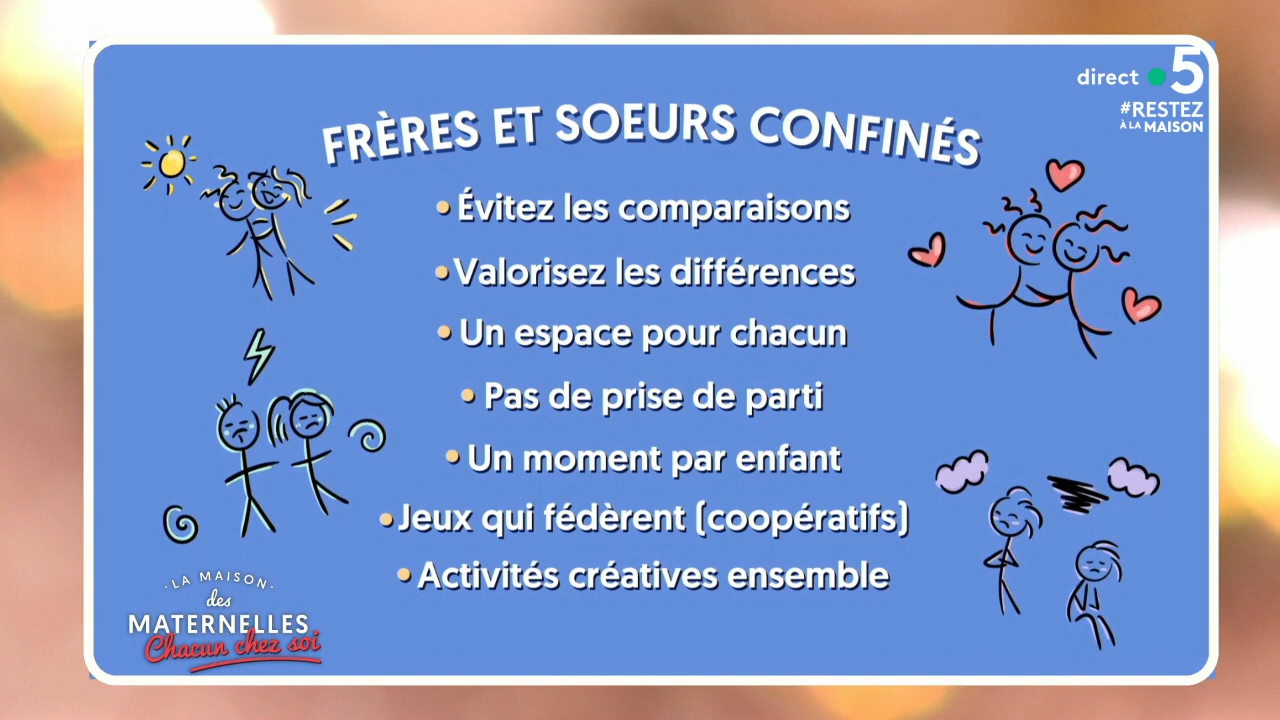 direct 5
#RESTEZ
À LA MAISON
FRÈRES ET SOEURS CONFINÉS
• Évitez les comparaisons
• Valorisez les différences
• Un espace pour chacun
• Pas de prise de parti
• Un moment par enfant
• Jeux qui fédèrent (coopératifs)
• Activités créatives ensemble
· LA MAISON ·
des
MATERNELLES
Chacun chez soi